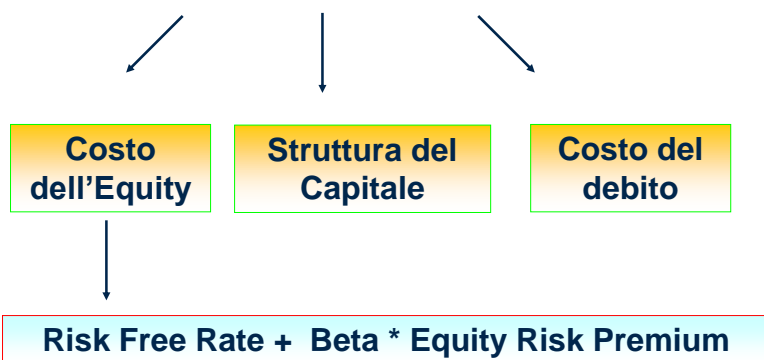 Costo
dell’Equity
Struttura del
Capitale
Costo del
debito
Risk Free Rate + Beta * Equity Risk Premium